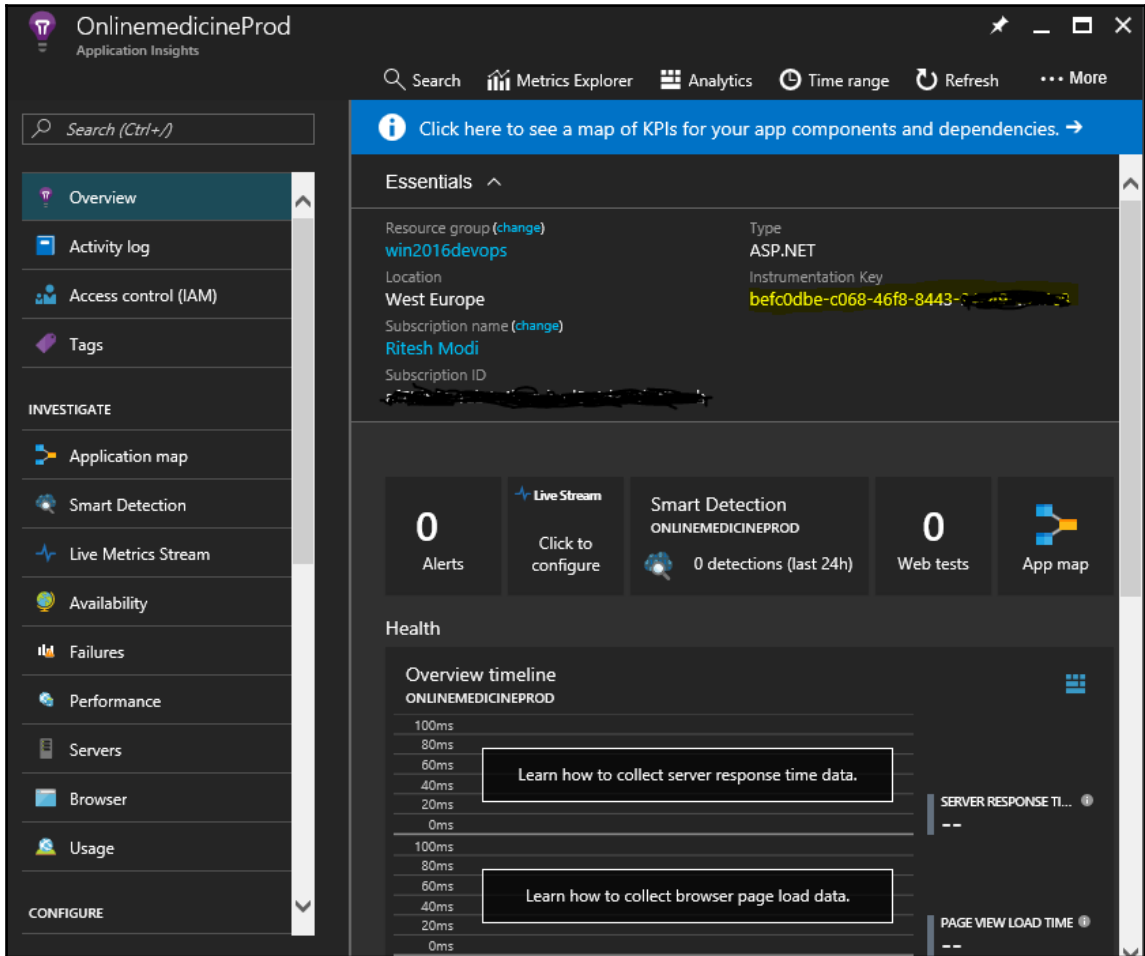 OnlinemedicineProd
Application Insights
Search Metrics Explorer Analytics Time range Refresh ••• More
Search (Ctrl+/)
Click here to see a map of KPIs for your app components and dependencies. →
Overview
Activity log
Access control (IAM)
Tags
INVESTIGATE
Application map
Smart Detection
Live Metrics Stream
Availability
Failures
Performance
Servers
Browser
Usage
CONFIGURE
Essentials
Resource group (change)
win2016devops
Location
West Europe
Subscription name (change)
Ritesh Modi
Subscription ID
Type
ASP.NET
Instrumentation Key
befc0dbe-c068-46f8-8443-
0
Alerts
Live Stream
Click to
configure
Smart Detection
ONLINEMEDICINEPROD
0 detections (last 24h)
0
Web tests
App map
Health
Overview timeline
ONLINEMEDICINEPROD
100ms
80ms
60ms
40ms
20ms
0ms
Learn how to collect server response time data.
SERVER RESPONSE TI...
--
100ms
80ms
60ms
40ms
20ms
0ms
Learn how to collect browser page load data.
PAGE VIEW LOAD TIME
--